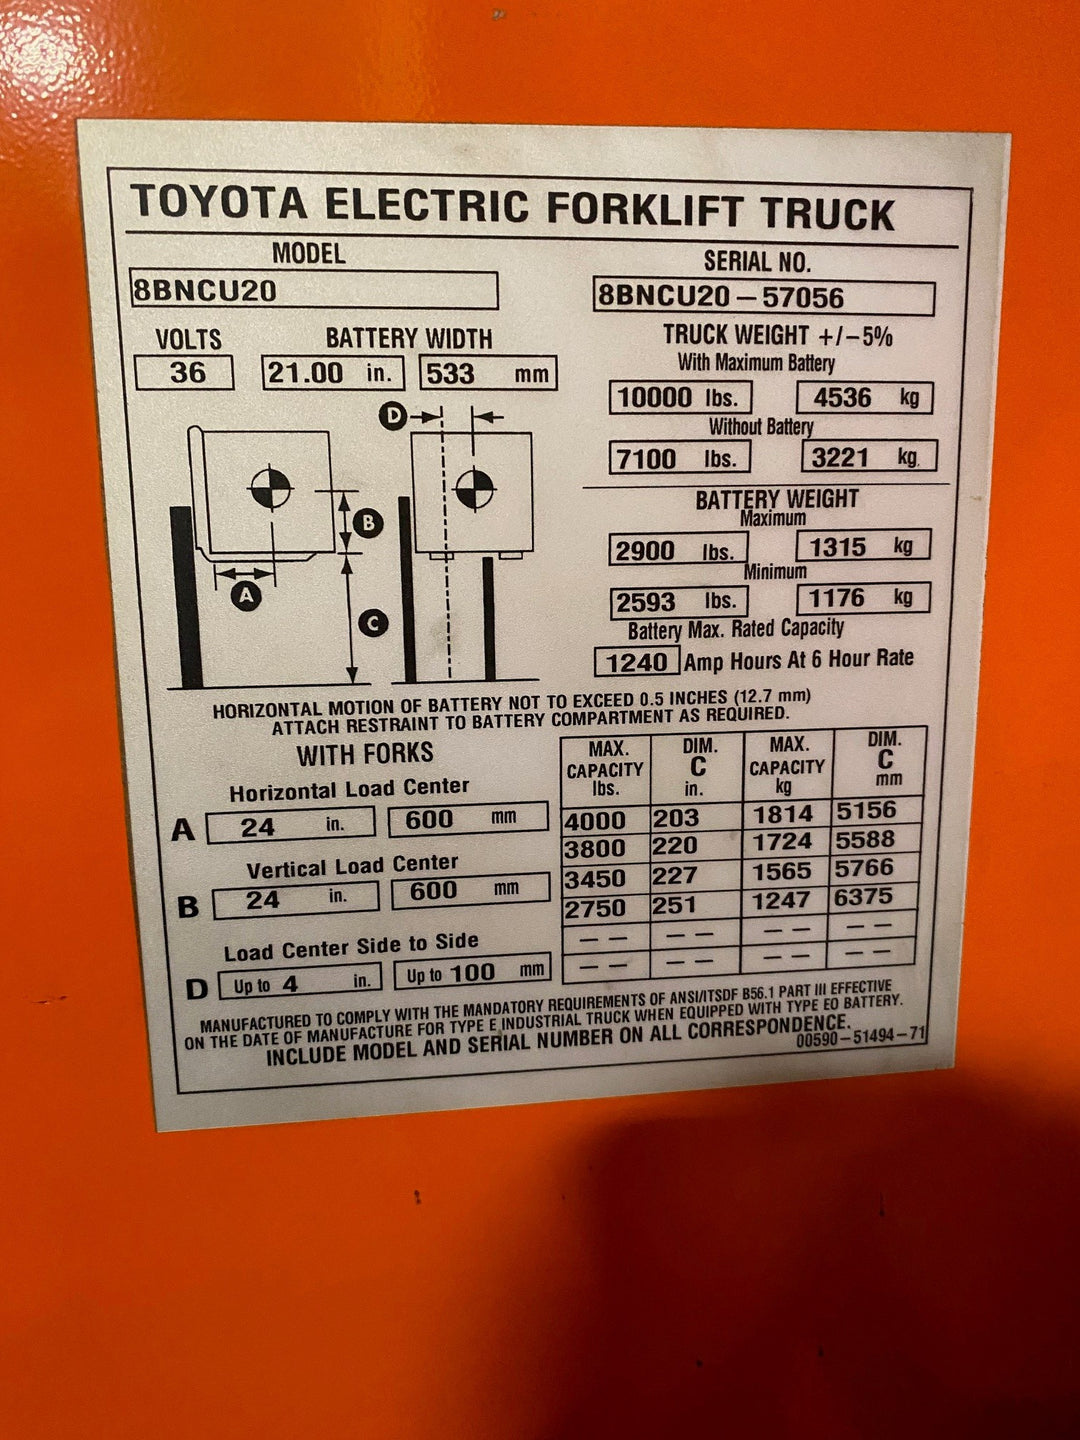 TOYOTA ELECTRIC FORKLIFT TRUCK
MODEL
8BNCU20
SERIAL NO.
8BNCU20 – 57056
VOLTS
36
BATTERY WIDTH
21.00 in. 533 mm
TRUCK WEIGHT +/–5%
With Maximum Battery
10000 lbs. 4536 kg
Without Battery
7100 lbs. 3221 kg.
BATTERY WEIGHT
Maximum
2900 lbs. 1315 kg
Minimum
2593 lbs. 1176 kg
Battery Max. Rated Capacity
1240 Amp Hours At 6 Hour Rate
D
B
A
C
HORIZONTAL MOTION OF BATTERY NOT TO EXCEED 0.5 INCHES (12.7 mm)
ATTACH RESTRAINT TO BATTERY COMPARTMENT AS REQUIRED.
WITH FORKS
Horizontal Load Center
A 24 in. 600 mm
Vertical Load Center
B 24 in. 600 mm
Load Center Side to Side
D Up to 4 in. Up to 100 mm
MAX. CAPACITY lbs. DIM. C in. MAX. CAPACITY kg DIM. C mm
4000 203 1814 5156
3800 220 1724 5588
3450 227 1565 5766
2750 251 1247 6375
– – – – – – – –
– – – – – – – –
MANUFACTURED TO COMPLY WITH THE MANDATORY REQUIREMENTS OF ANSI/ITSDF B56.1 PART III EFFECTIVE
ON THE DATE OF MANUFACTURE FOR TYPE E INDUSTRIAL TRUCK WHEN EQUIPPED WITH TYPE EO BATTERY.
INCLUDE MODEL AND SERIAL NUMBER ON ALL CORRESPONDENCE.
00590–51494–71